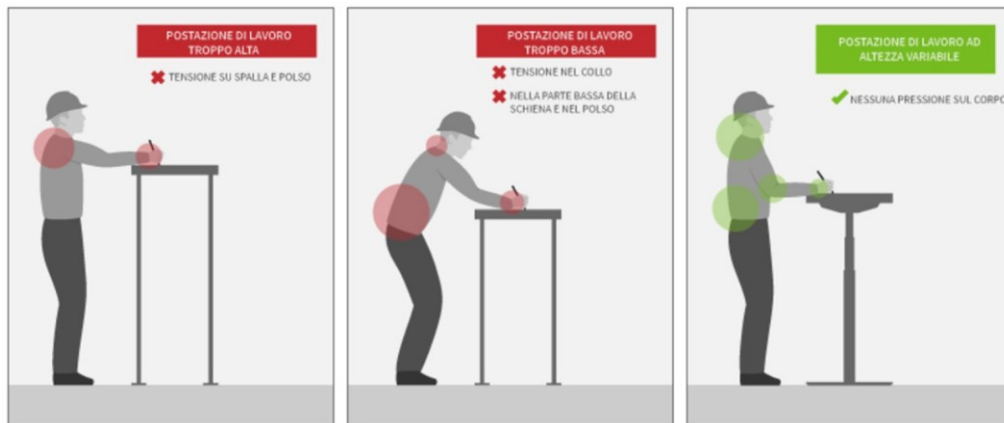 POSTAZIONE DI LAVORO
TROPPO ALTA
TENSIONE SU SPALLA E POLSO
POSTAZIONE DI LAVORO
TROPPO BASSA
TENSIONE NEL COLLO
NELLA PARTE BASSA DELLA
SCHIENA E NEL POLSO
POSTAZIONE DI LAVORO AD
ALTEZZA VARIABILE
NESSUNA PRESSIONE SUL CORPO